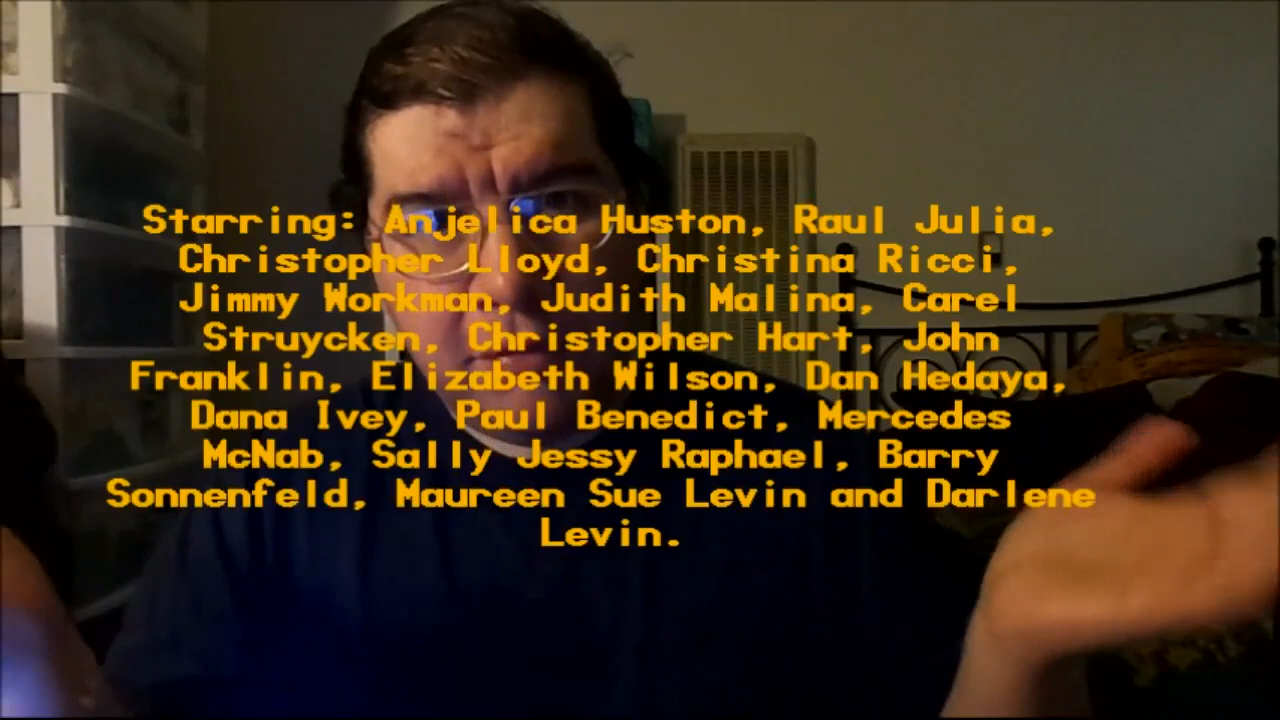 Starring: Anjelica Huston, Raul Julia,
Christopher Lloyd, Christina Ricci,
Jimmy Workman, Judith Malina, Carel
Struycken, Christopher Hart, John
Franklin, Elizabeth Wilson, Dan Hedaya,
Dana Ivey, Paul Benedict, Mercedes
McNab, Sally Jessy Raphael, Barry
Sonnenfeld, Maureen Sue Levin and Darlene
Levin.